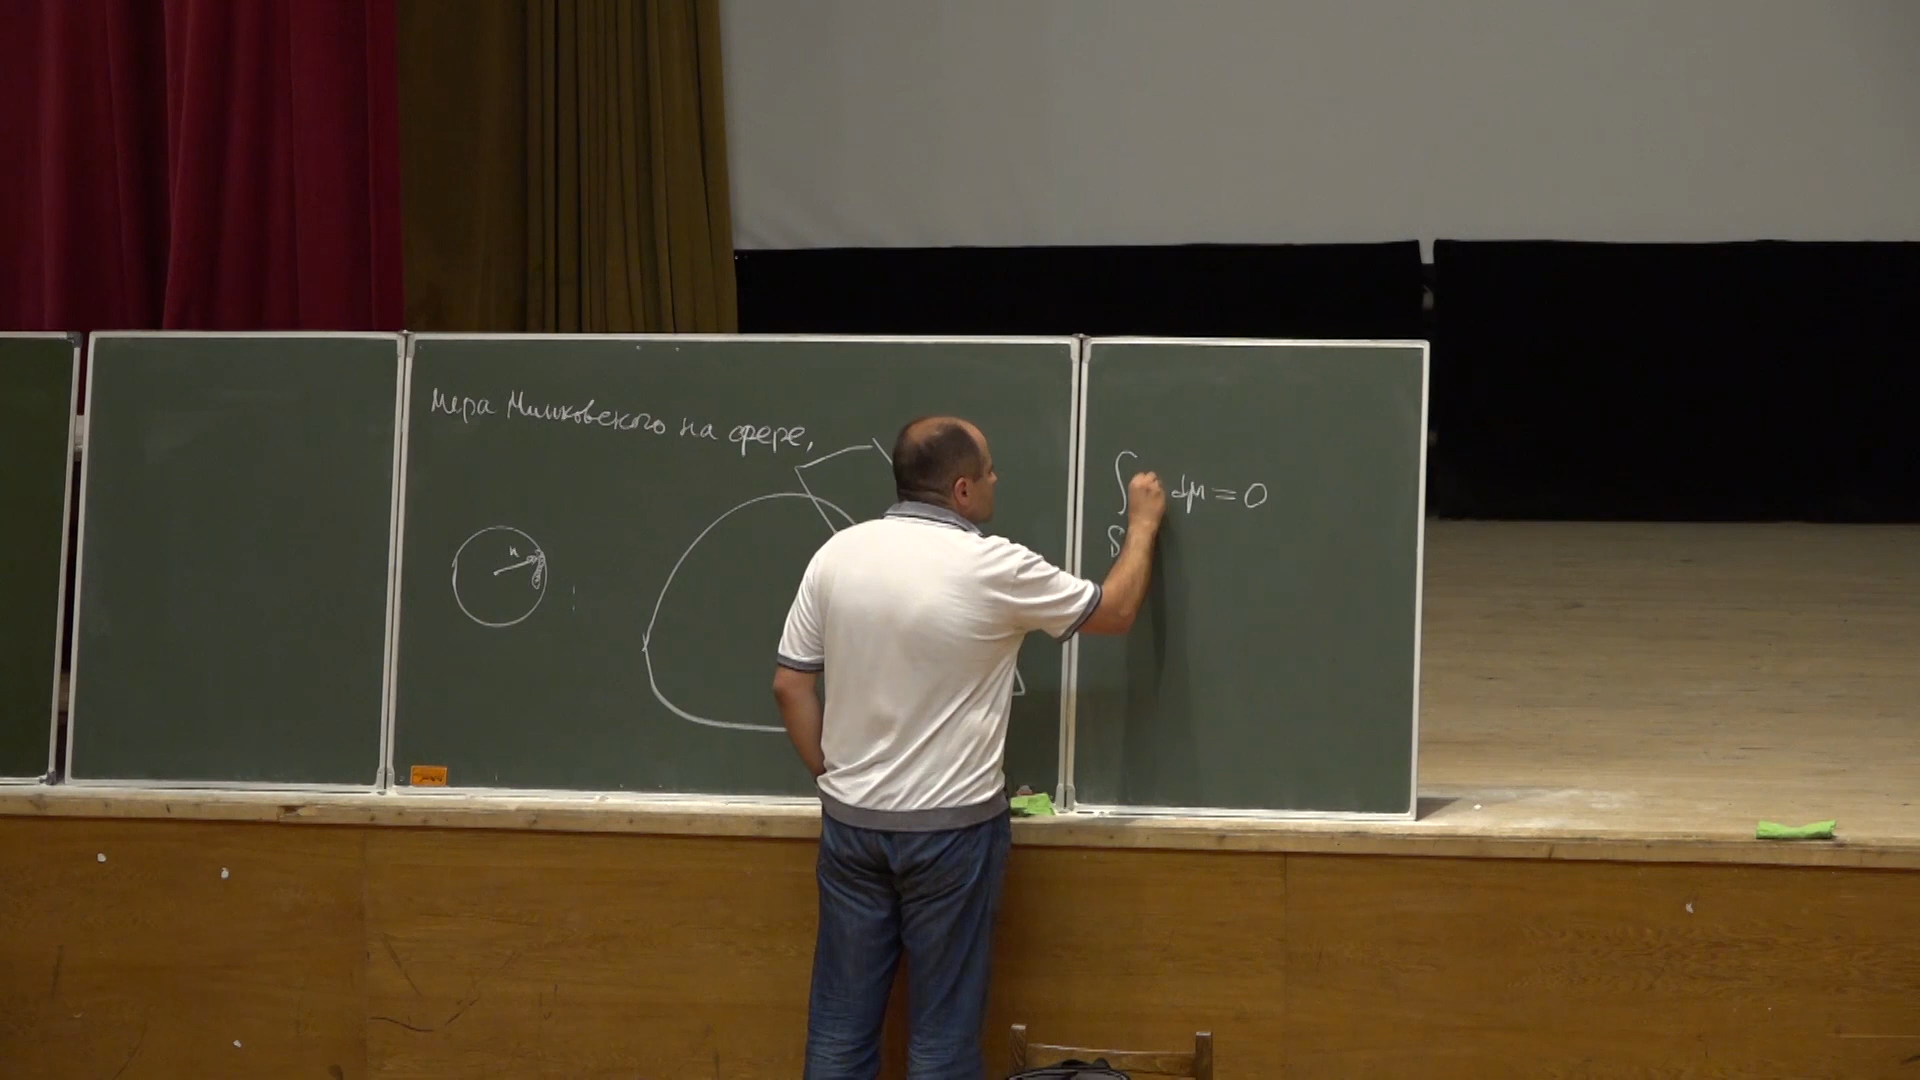 Мера Минковского на сфере,
n
∫ dμ = 0
S